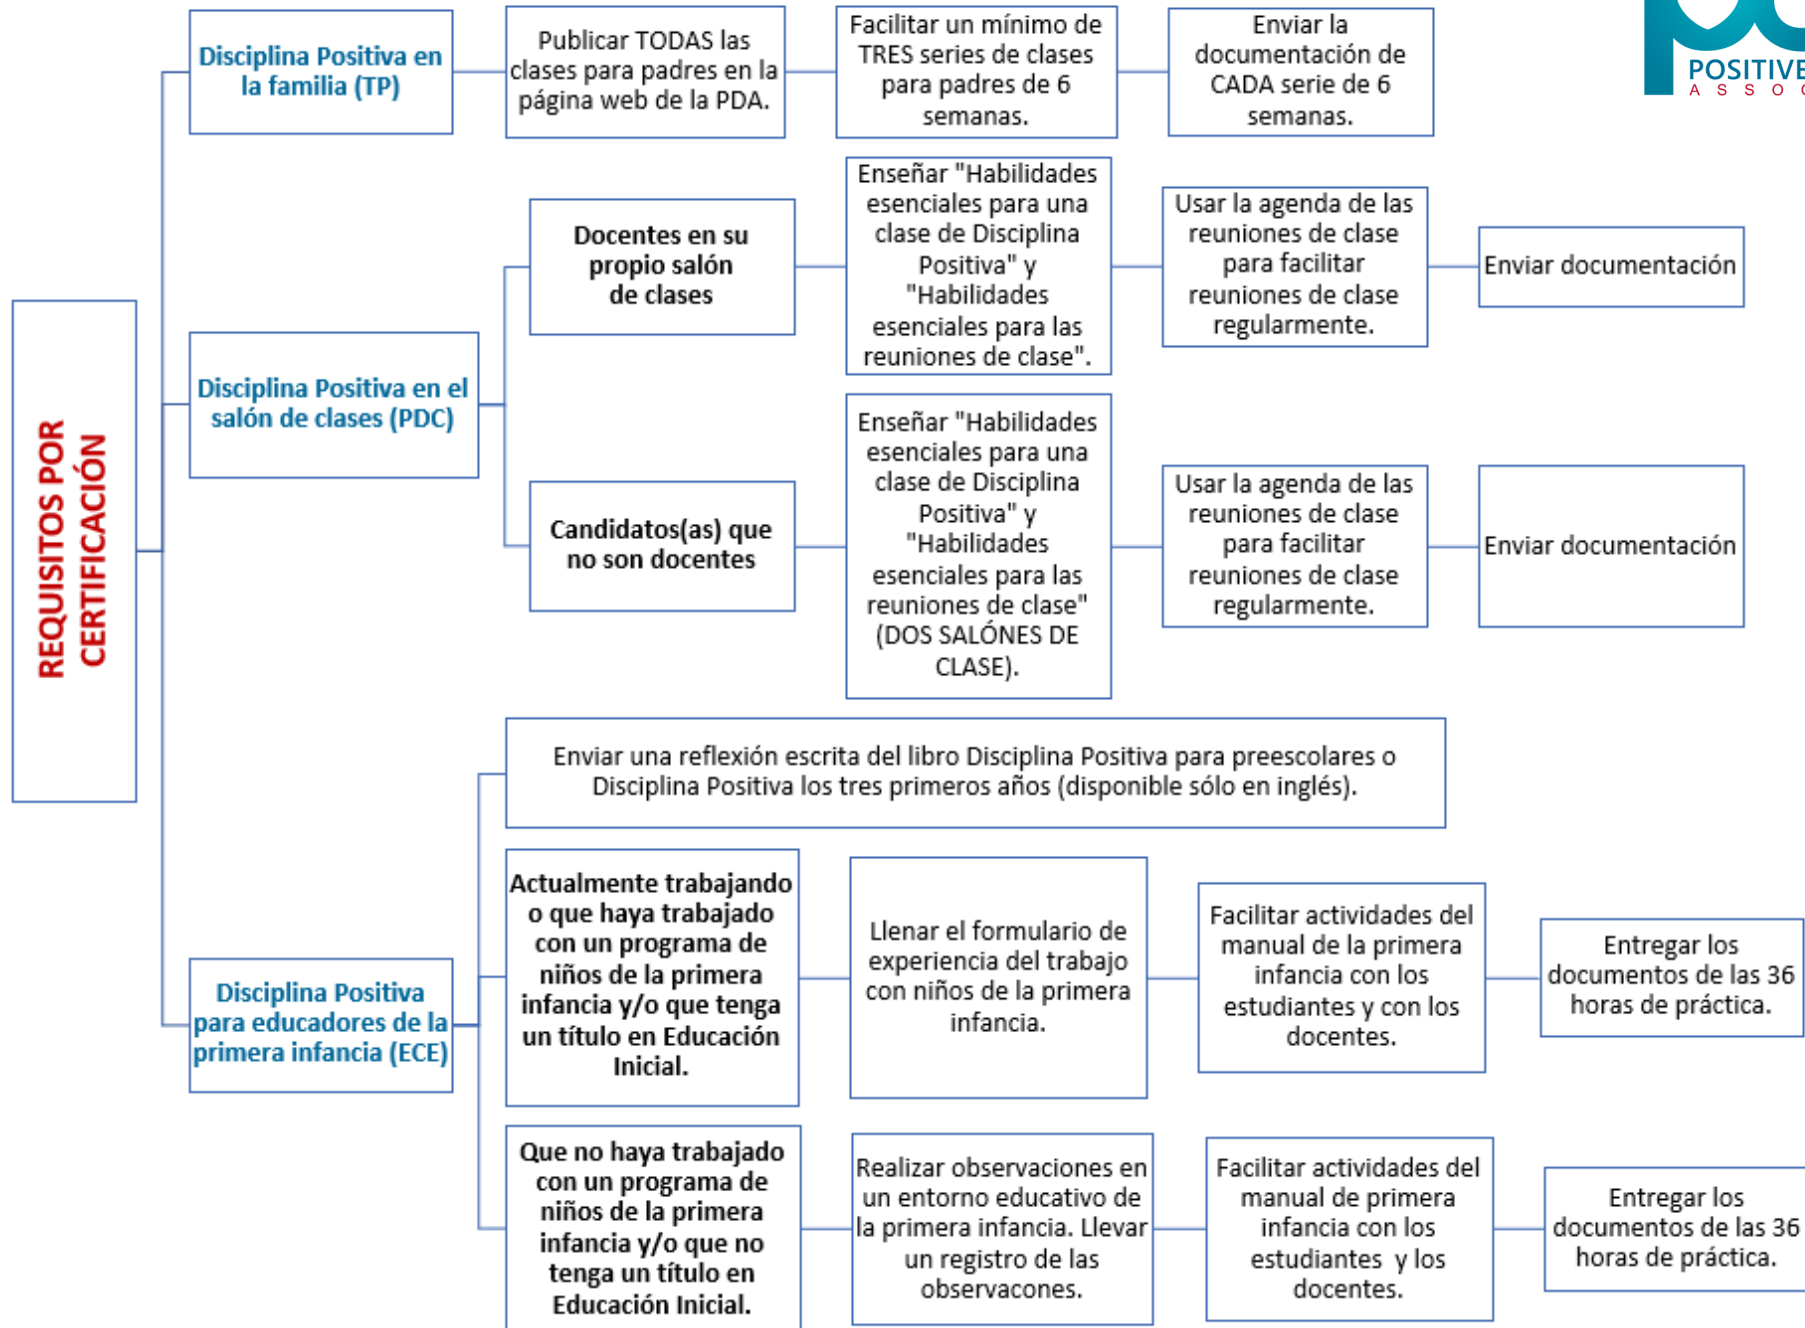 REQUISITOS POR
CERTIFICACIÓN
Disciplina Positiva en
la familia (TP)
Publicar TODAS las
clases para padres en la
página web de la PDA.
Facilitar un mínimo de
TRES series de clases
para padres de 6
semanas.
Enviar la
documentación de
CADA serie de 6
semanas.
POSITIVE
ASSOC
Disciplina Positiva en el
salón de clases (PDC)
Docentes en su
propio salón
de clases
Enseñar "Habilidades
esenciales para una
clase de Disciplina
Positiva" y
"Habilidades
esenciales para las
reuniones de clase".
Usar la agenda de las
reuniones de clase
para facilitar
reuniones de clase
regularmente.
Enviar documentación
Candidatos(as) que
no son docentes
Enseñar "Habilidades
esenciales para una
clase de Disciplina
Positiva" y
"Habilidades
esenciales para las
reuniones de clase"
(DOS SALÓNES DE
CLASE).
Usar la agenda de las
reuniones de clase
para facilitar
reuniones de clase
regularmente.
Enviar documentación
Disciplina Positiva
para educadores de la
primera infancia (ECE)
Enviar una reflexión escrita del libro Disciplina Positiva para preescolares o
Disciplina Positiva los tres primeros años (disponible sólo en inglés).
Actualmente trabajando
o que haya trabajado
con un programa de
niños de la primera
infancia y/o que tenga
un título en Educación
Inicial.
Llenar el formulario de
experiencia del trabajo
con niños de la primera
infancia.
Facilitar actividades del
manual de la primera
infancia con los
estudiantes y con los
docentes.
Entregar los
documentos de las 36
horas de práctica.
Que no haya trabajado
con un programa de
niños de la primera
infancia y/o que no
tenga un título en
Educación Inicial.
Realizar observaciones en
un entorno educativo de
la primera infancia. Llevar
un registro de las
observacones.
Facilitar actividades del
manual de primera
infancia con los
estudiantes y los
docentes.
Entregar los
documentos de las 36
horas de práctica.